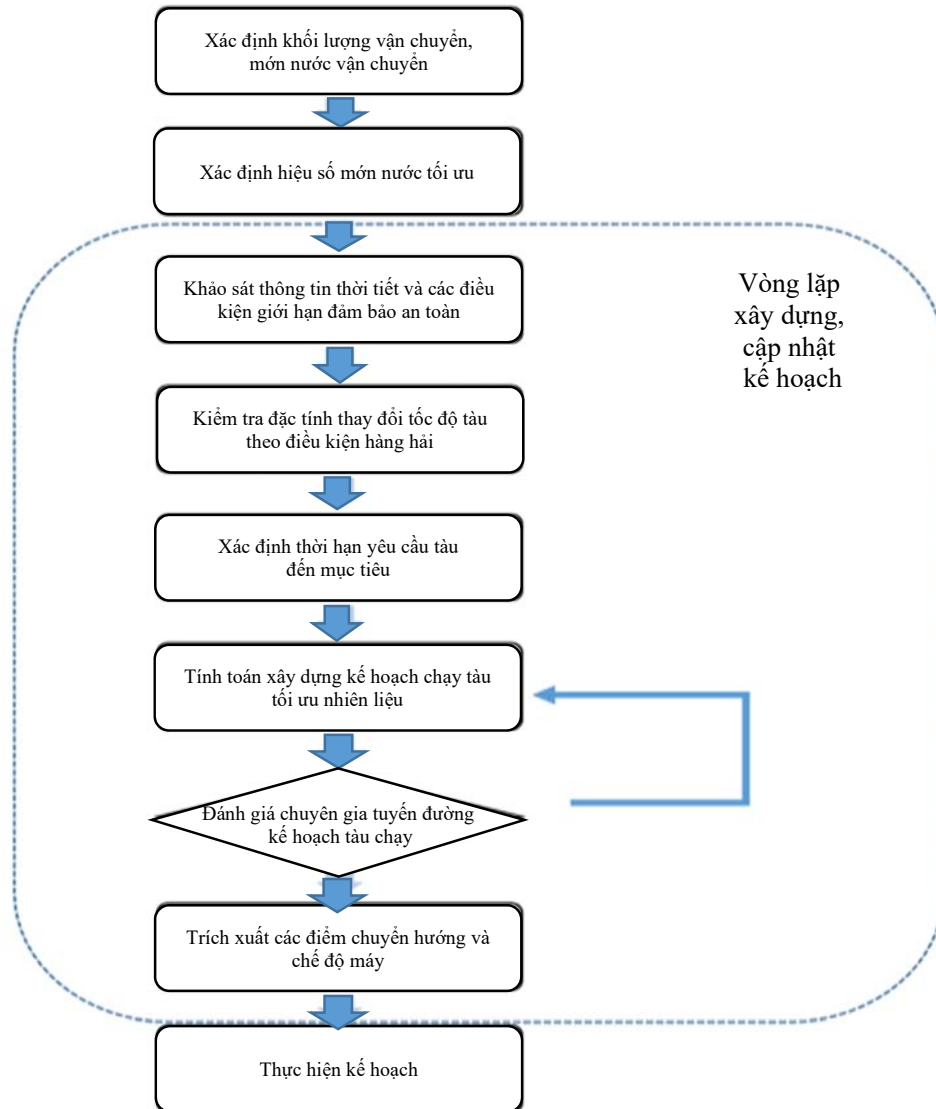 Xác định khối lượng vận chuyển,
món nước vận chuyển
Xác định hiệu số món nước tối ưu
Khảo sát thông tin thời tiết và các điều
kiện giới hạn đảm bảo an toàn
Vòng lặp
xây dựng,
cập nhật
kế hoạch
Kiểm tra đặc tính thay đổi tốc độ tàu
theo điều kiện hàng hải
Xác định thời hạn yêu cầu tàu
đến mục tiêu
Tính toán xây dựng kế hoạch chạy tàu
tối ưu nhiên liệu
Đánh giá chuyên gia tuyến đường
kế hoạch tàu chạy
Trích xuất các điểm chuyển hướng và
chế độ máy
Thực hiện kế hoạch